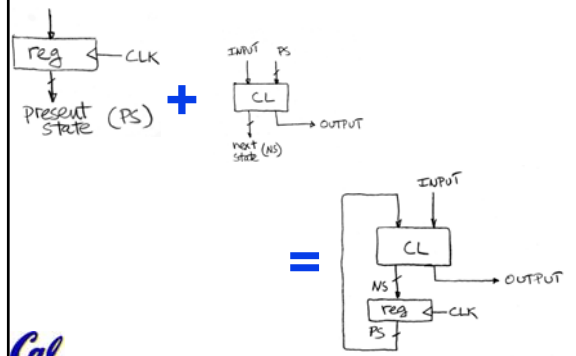 reg
CLK
present
state (PS)
+
INPUT PS
CL
OUTPUT
next
state (NS)
=
INPUT
CL
OUTPUT
NS
reg
CLK
PS
Cal